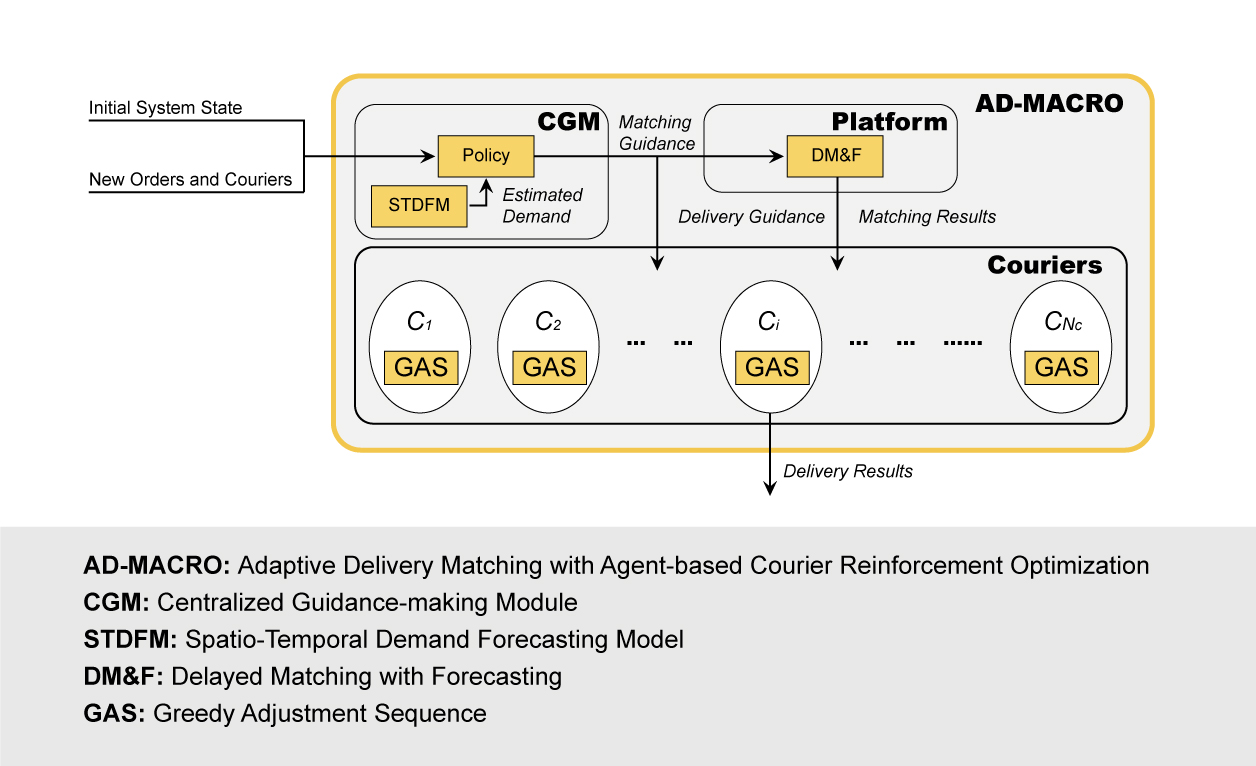 Initial System State
New Orders and Couriers
AD-MACRO
CGM
Policy
STDFM
Estimated
Demand
Matching
Guidance
Platform
DM&F
Delivery Guidance
Matching Results
Couriers
C1
GAS
C2
GAS
... ...
Ci
GAS
... ... ......
CNc
GAS
Delivery Results
AD-MACRO: Adaptive Delivery Matching with Agent-based Courier Reinforcement Optimization
CGM: Centralized Guidance-making Module
STDFM: Spatio-Temporal Demand Forecasting Model
DM&F: Delayed Matching with Forecasting
GAS: Greedy Adjustment Sequence